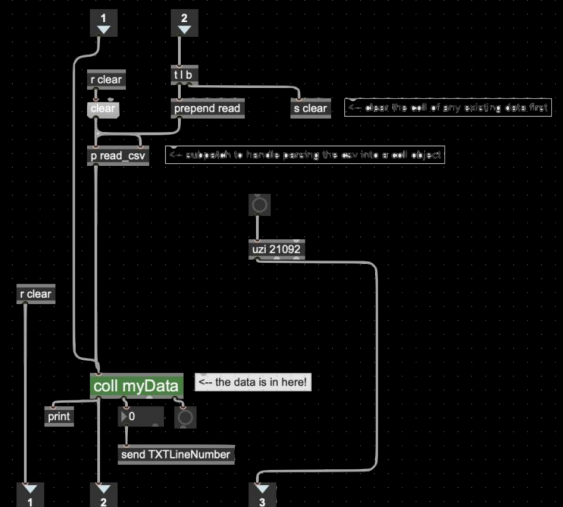 1
2
r clear
t l b
clear
prepend read
s clear
<-- clear the coll of any existing data first
p read_csv
<-- subpatch to handle parsing the csv into a coll object
uzi 21092
r clear
coll myData
<-- the data is in here!
print
0
send TXTLineNumber
1
2
3